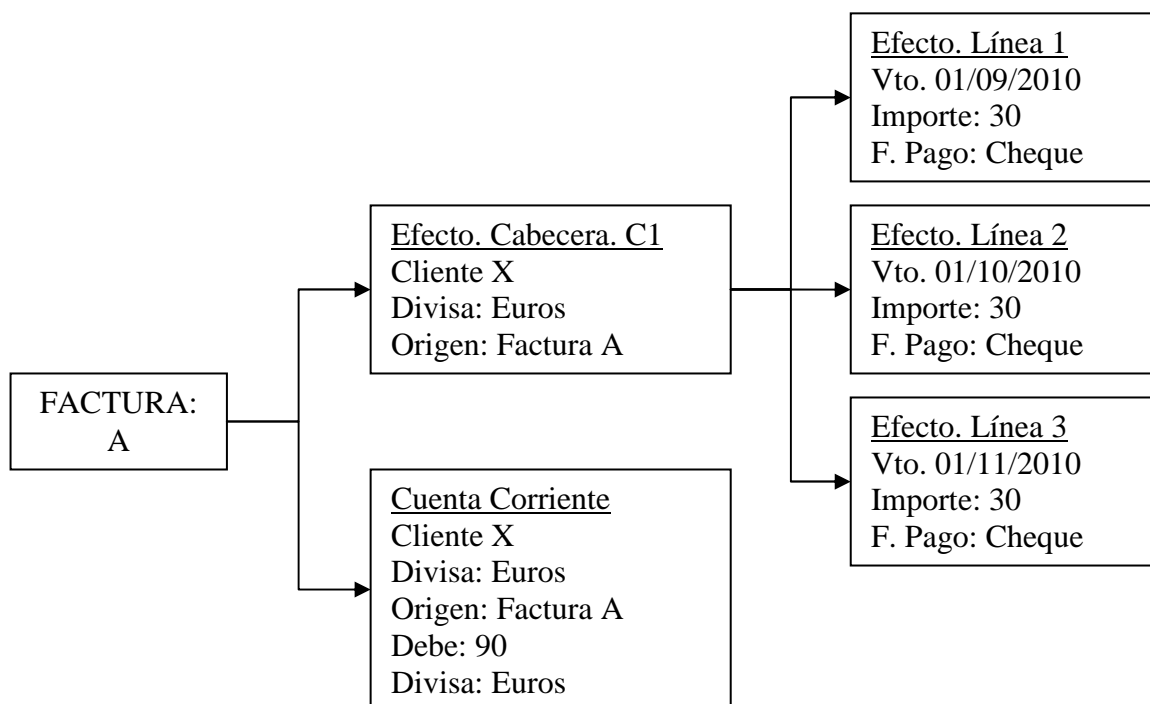 FACTURA:
A
Efecto. Cabecera. C1
Cliente X
Divisa: Euros
Origen: Factura A
Cuenta Corriente
Cliente X
Divisa: Euros
Origen: Factura A
Debe: 90
Divisa: Euros
Efecto. Línea 1
Vto. 01/09/2010
Importe: 30
F. Pago: Cheque
Efecto. Línea 2
Vto. 01/10/2010
Importe: 30
F. Pago: Cheque
Efecto. Línea 3
Vto. 01/11/2010
Importe: 30
F. Pago: Cheque